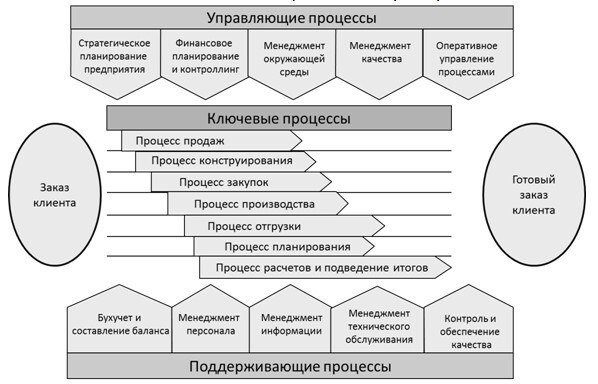 Управляющие процессы
Стратегическое
планирование
предприятия
Финансовое
планирование
и контроллинг
Менеджмент
окружающей
среды
Менеджмент
качества
Оперативное
управление
процессами
Ключевые процессы
Процесс продаж
Процесс конструирования
Процесс закупок
Процесс производства
Процесс отгрузки
Процесс планирования
Процесс расчетов и подведение итогов
Заказ
клиента
Готовый
заказ
клиента
Бухучет и
составление баланса
Менеджмент
персонала
Менеджмент
информации
Менеджмент
технического
обслуживания
Контроль и
обеспечение
качества
Поддерживающие процессы